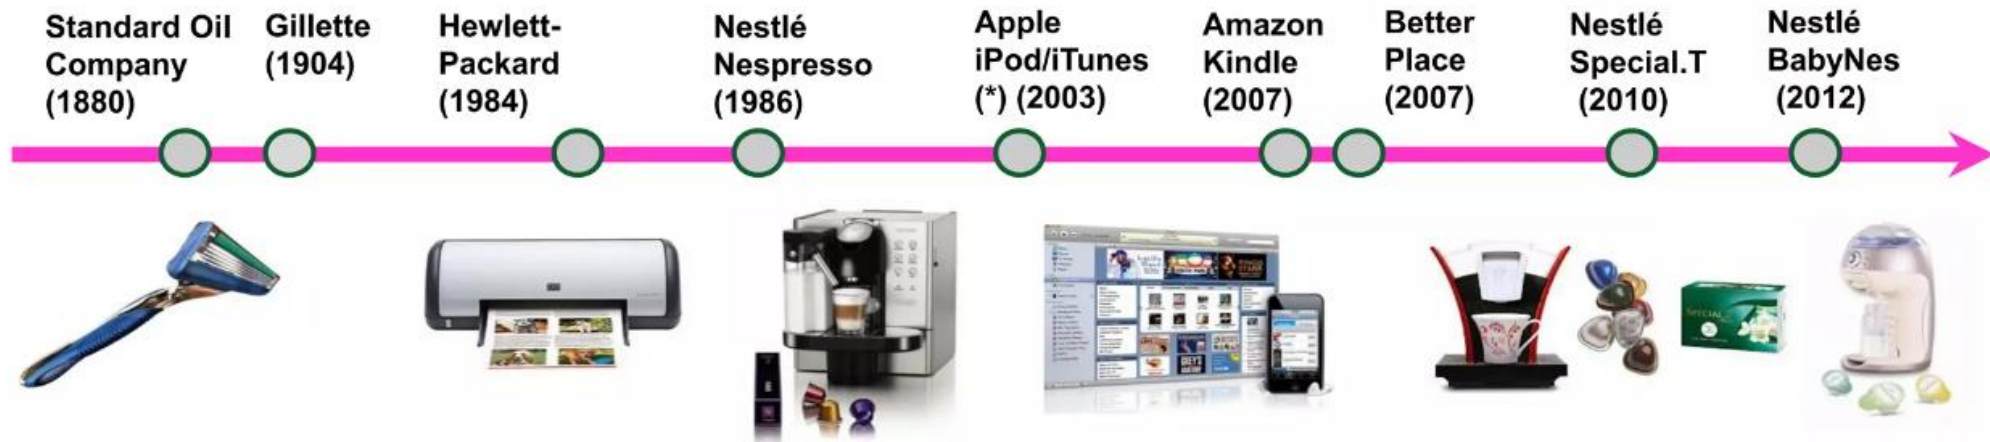 Standard Oil
Company
(1880)
Gillette
(1904)
Hewlett-
Packard
(1984)
Nestlé
Nespresso
(1986)
Apple
iPod/iTunes
(*) (2003)
Amazon
Kindle
(2007)
Better
Place
(2007)
Nestlé
Special.T
(2010)
Nestlé
BabyNes
(2012)
SPECIAL.T